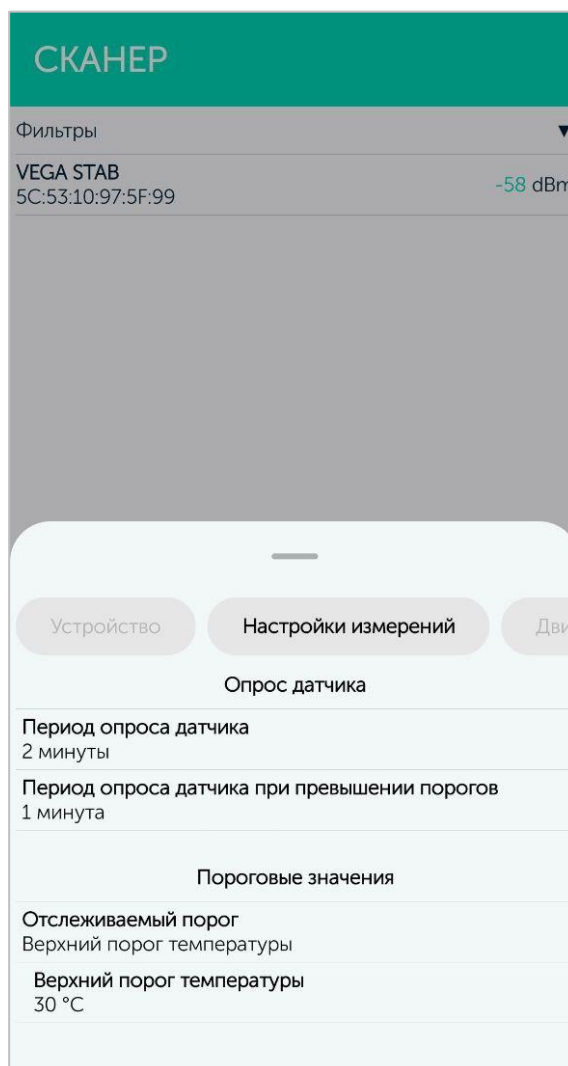 СКАНЕР
Фильтры
VEGA STAB
5C:53:10:97:5F:99
-58 dBm
Устройство Настройки измерений Дви
Опрос датчика
Период опроса датчика
2 минуты
Период опроса датчика при превышении порогов
1 минута
Пороговые значения
Отслеживаемый порог
Верхний порог температуры
Верхний порог температуры
30 °C